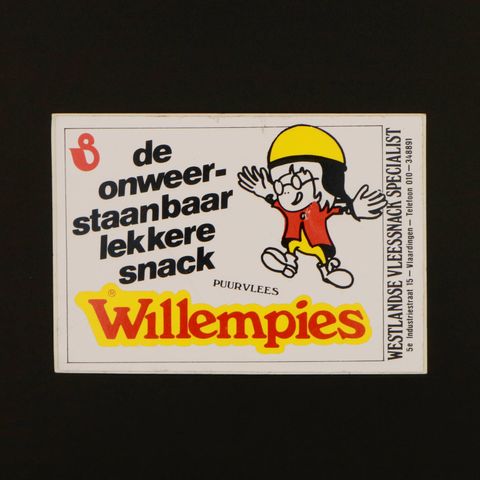 de
onweer-
staanbaar
lekkere
snack
PUURVLEES
® Willempies
WESTLANDSE VLEESSNACK SPECIALIST
5e Industriestraat 15 – Vlaardingen – Telefoon 010-348891